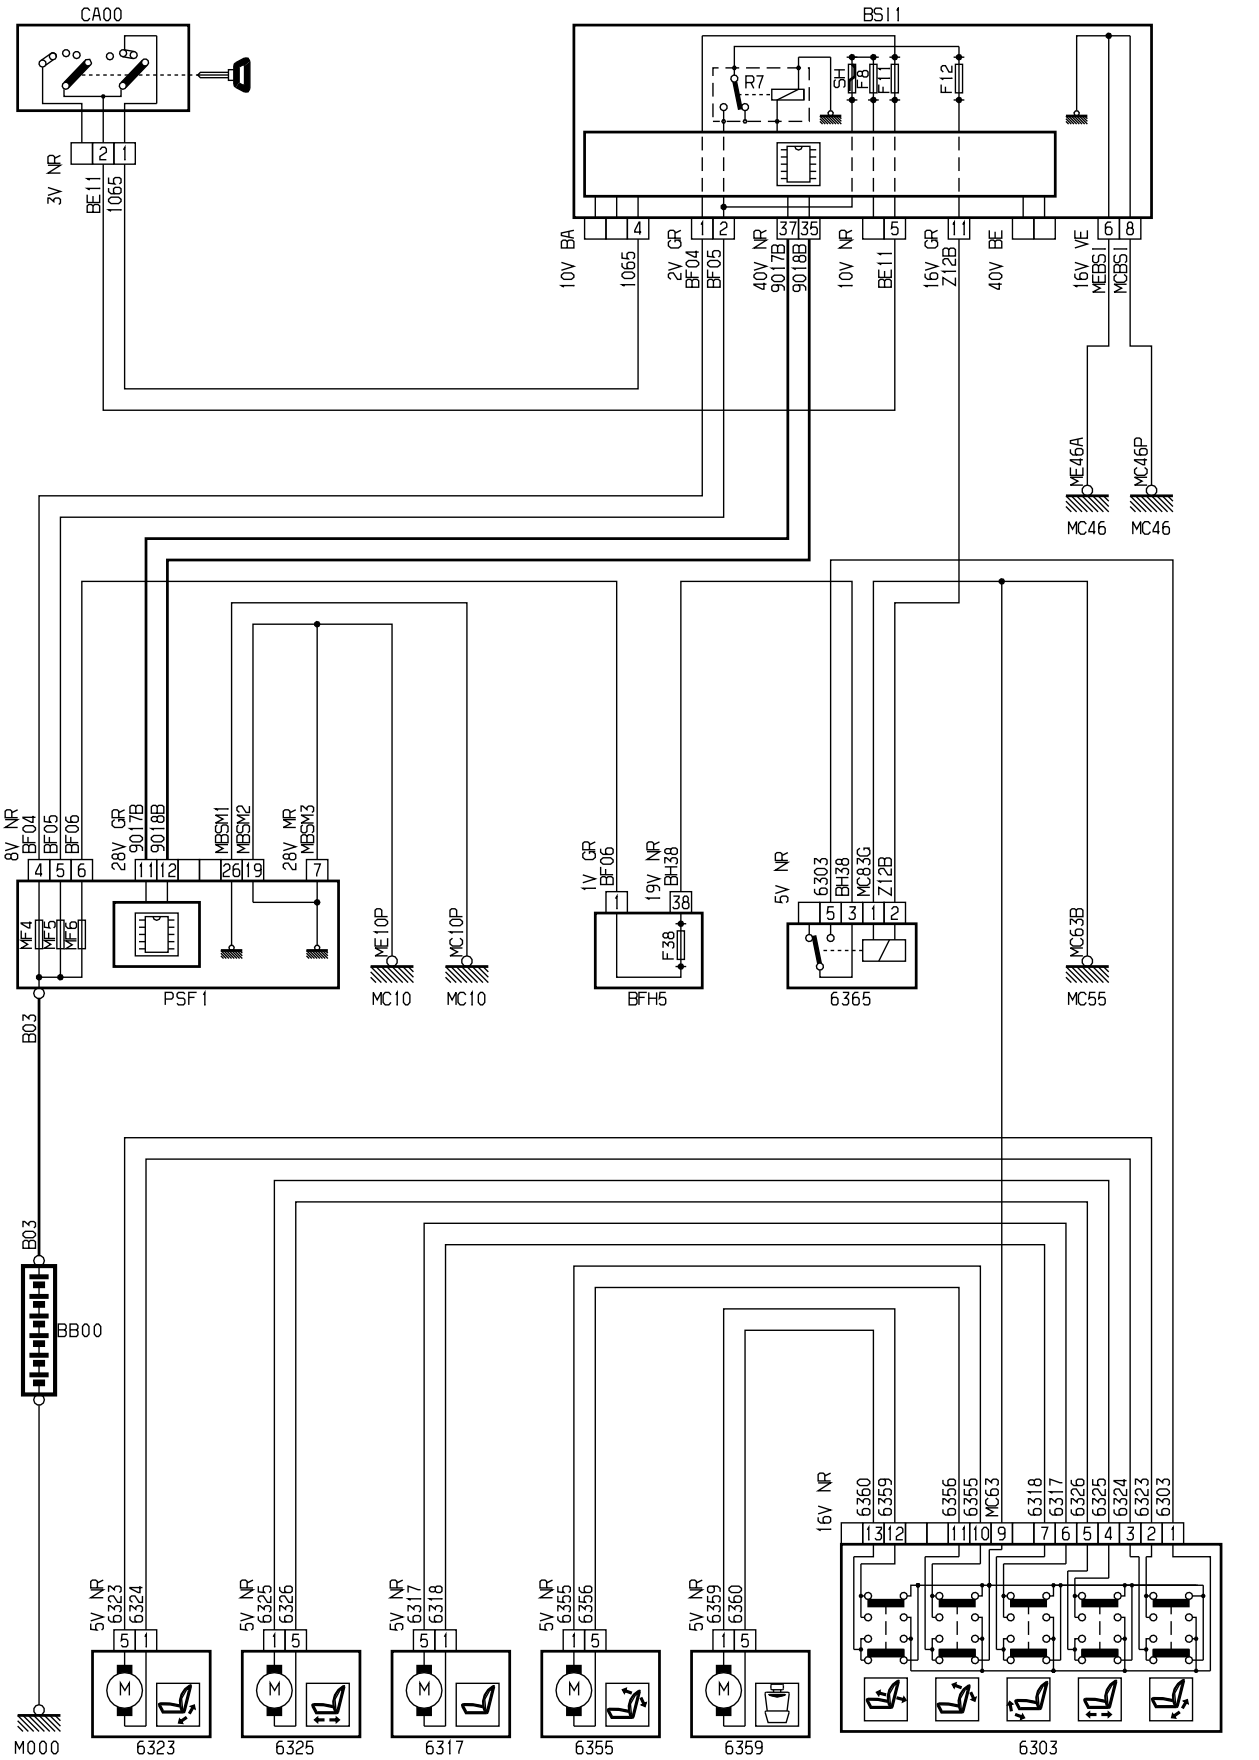 CA00
BSI1
R7
SH
F8
F11
F12
3V NR
2
1
BE11
1065
4
1
2
37
35
5
11
6
8
10V BA
1065
2V GR
BF04
BF05
40V NR
9017B
9018B
10V NR
BE11
16V GR
Z12B
40V BE
16V VE
MEBSI
MCBSI
ME46A
MC46P
MC46
MC46
8V NR
BF04
BF05
BF06
28V GR
9017B
9018B
MBSM1
MBSM2
28V MR
MBSM3
4
5
6
11
12
26
19
7
MF4
MF5
MF6
PSF1
ME10P
MC10P
MC10
MC10
1V GR
BF06
19V NR
BH38
1
38
F38
BFH5
5V NR
6303
BH38
MC83G
Z12B
5
3
1
2
6365
MC63B
MC55
B03
B03
BB00
M000
16V NR
6360
6359
6356
6355
MC63
6318
6317
6326
6325
6324
6323
6303
13
12
11
10
9
7
6
5
4
3
2
1
6303
5V NR
6323
6324
5
1
M
6323
5V NR
6325
6326
1
5
M
6325
5V NR
6317
6318
5
1
M
6317
5V NR
6355
6356
1
5
M
6355
5V NR
6359
6360
1
5
M
6359